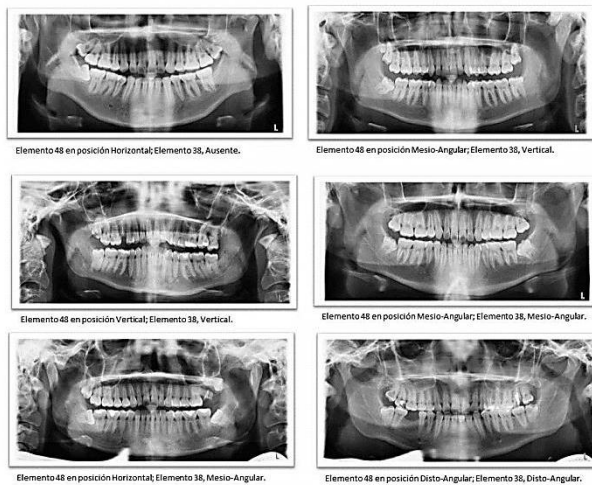 L
L
Elemento 48 en posición Horizontal; Elemento 38, Ausente.
Elemento 48 en posición Mesio-Angular; Elemento 38, Vertical.
L
L
Elemento 48 en posición Vertical; Elemento 38, Vertical.
Elemento 48 en posición Mesio-Angular; Elemento 38, Mesio-Angular.
L
L
Elemento 48 en posición Horizontal; Elemento 38, Mesio-Angular.
Elemento 48 en posición Disto-Angular; Elemento 38, Disto-Angular.